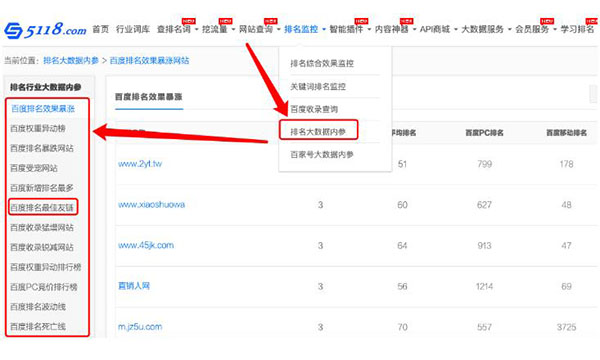 5118.com 首页 行业词库 查排名词 挖流量 网站查询 排名监控 智能插件 内容神器 API商城 大数据服务 会员服务 学习排名
HOT HOT HOT HOT HOT
当前位置: 排名大数据内参 > 百度排名效果暴涨网站
排名行业大数据内参
百度排名效果暴涨
百度权重异动榜
百度排名暴跌网站
百度受宠网站
百度新增排名最多
百度排名最佳友链
百度收录猛增网站
百度收录锐减网站
百度权重异动排行榜
百度PC竞价排行榜
百度排名波动线
百度排名死亡线
排名综合效果监控
关键词排名监控
百度收录查询
排名大数据内参
百家号大数据内参
百度排名效果暴涨
平均排名 百度PC排名 百度移动排名
www.2yt.tw 51 799 178
www.xiaoshuowa 3 60 627 48
www.45jk.com 3 64 913 47
直销人网 3 56 1214 69
m.jz5u.com 3 70 557 3725